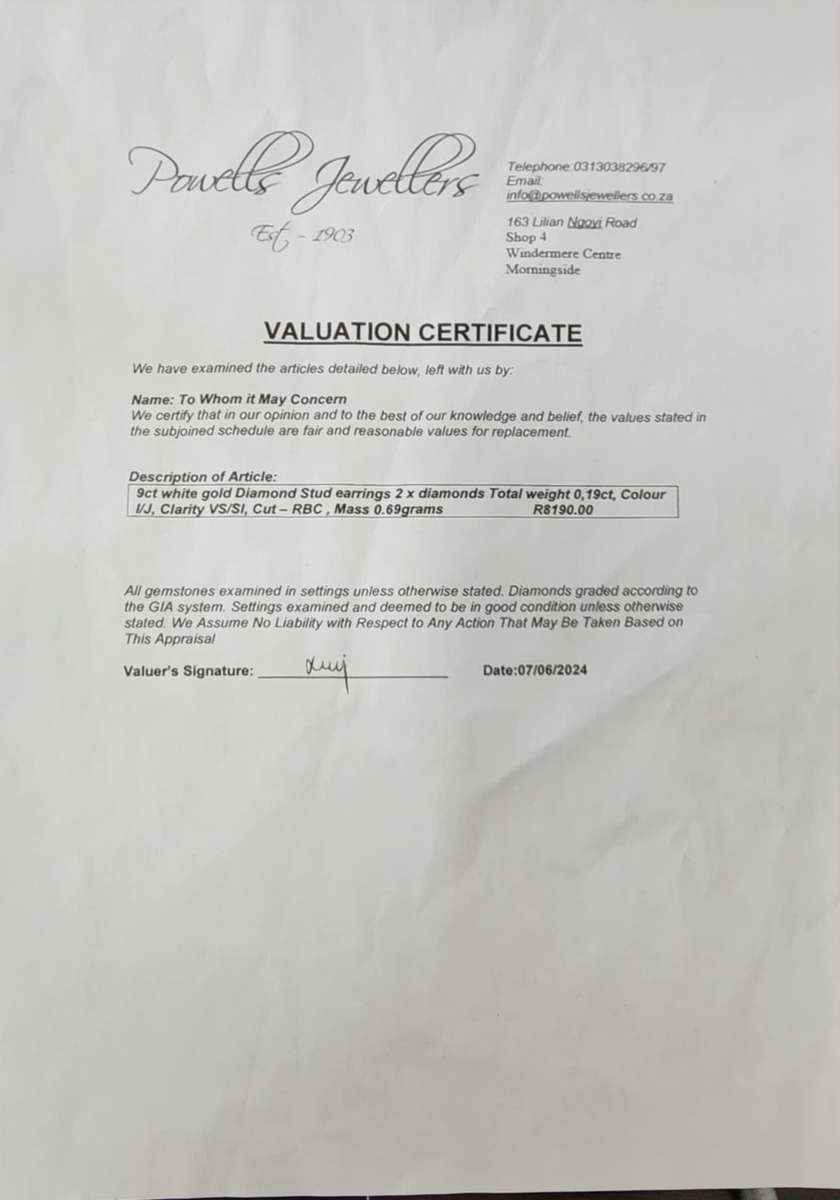 Powells Jewellers
Est - 1903
Telephone:0313038296/97
Email:
info@powellsjewellers.co.za
163 Lilian Ngoyi Road
Shop 4
Windermere Centre
Morningside
VALUATION CERTIFICATE
We have examined the articles detailed below, left with us by:
Name: To Whom it May Concern
We certify that in our opinion and to the best of our knowledge and belief, the values stated in
the subjoined schedule are fair and reasonable values for replacement.
Description of Article:
9ct white gold Diamond Stud earrings 2 x diamonds Total weight 0,19ct, Colour
I/J, Clarity VS/SI, Cut – RBC , Mass 0.69grams R8190.00
All gemstones examined in settings unless otherwise stated. Diamonds graded according to
the GIA system. Settings examined and deemed to be in good condition unless otherwise
stated. We Assume No Liability with Respect to Any Action That May Be Taken Based on
This Appraisal
Valuer's Signature: Date:07/06/2024